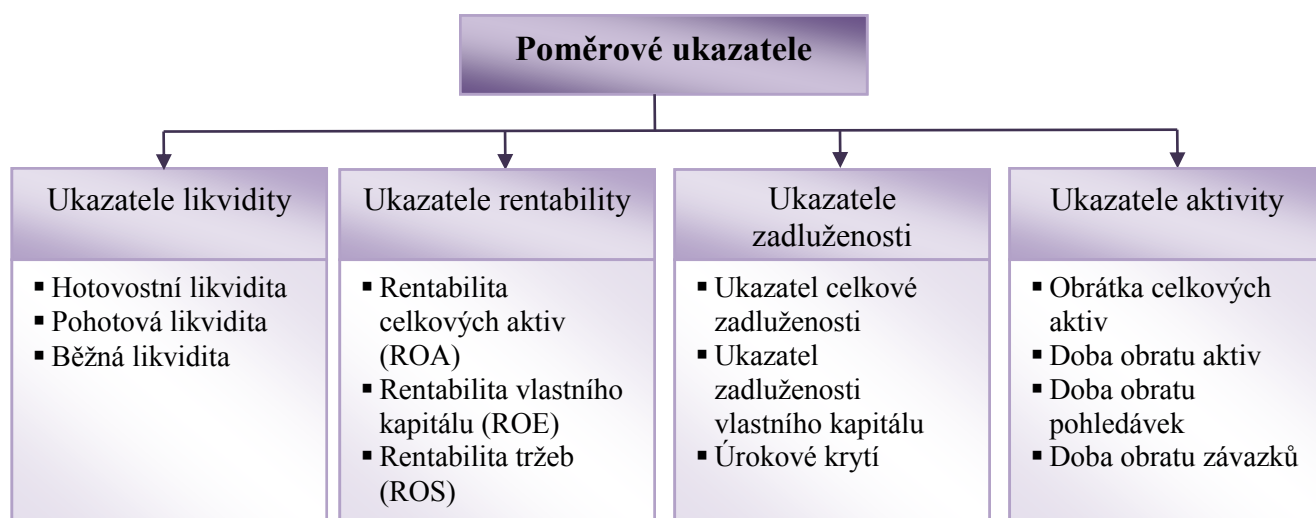 Poměrové ukazatele
Ukazatele likvidity
▪ Hotovostní likvidita
▪ Pohotová likvidita
▪ Běžná likvidita
Ukazatele rentability
▪ Rentabilita
celkových aktiv
(ROA)
▪ Rentabilita vlastního
kapitálu (ROE)
▪ Rentabilita tržeb
(ROS)
Ukazatele
zadluženosti
▪ Ukazatel celkové
zadluženosti
▪ Ukazatel
zadluženosti
vlastního kapitálu
▪ Úrokové krytí
Ukazatele aktivity
▪ Obrátka celkových
aktiv
▪ Doba obratu aktiv
▪ Doba obratu
pohledávek
▪ Doba obratu závazků